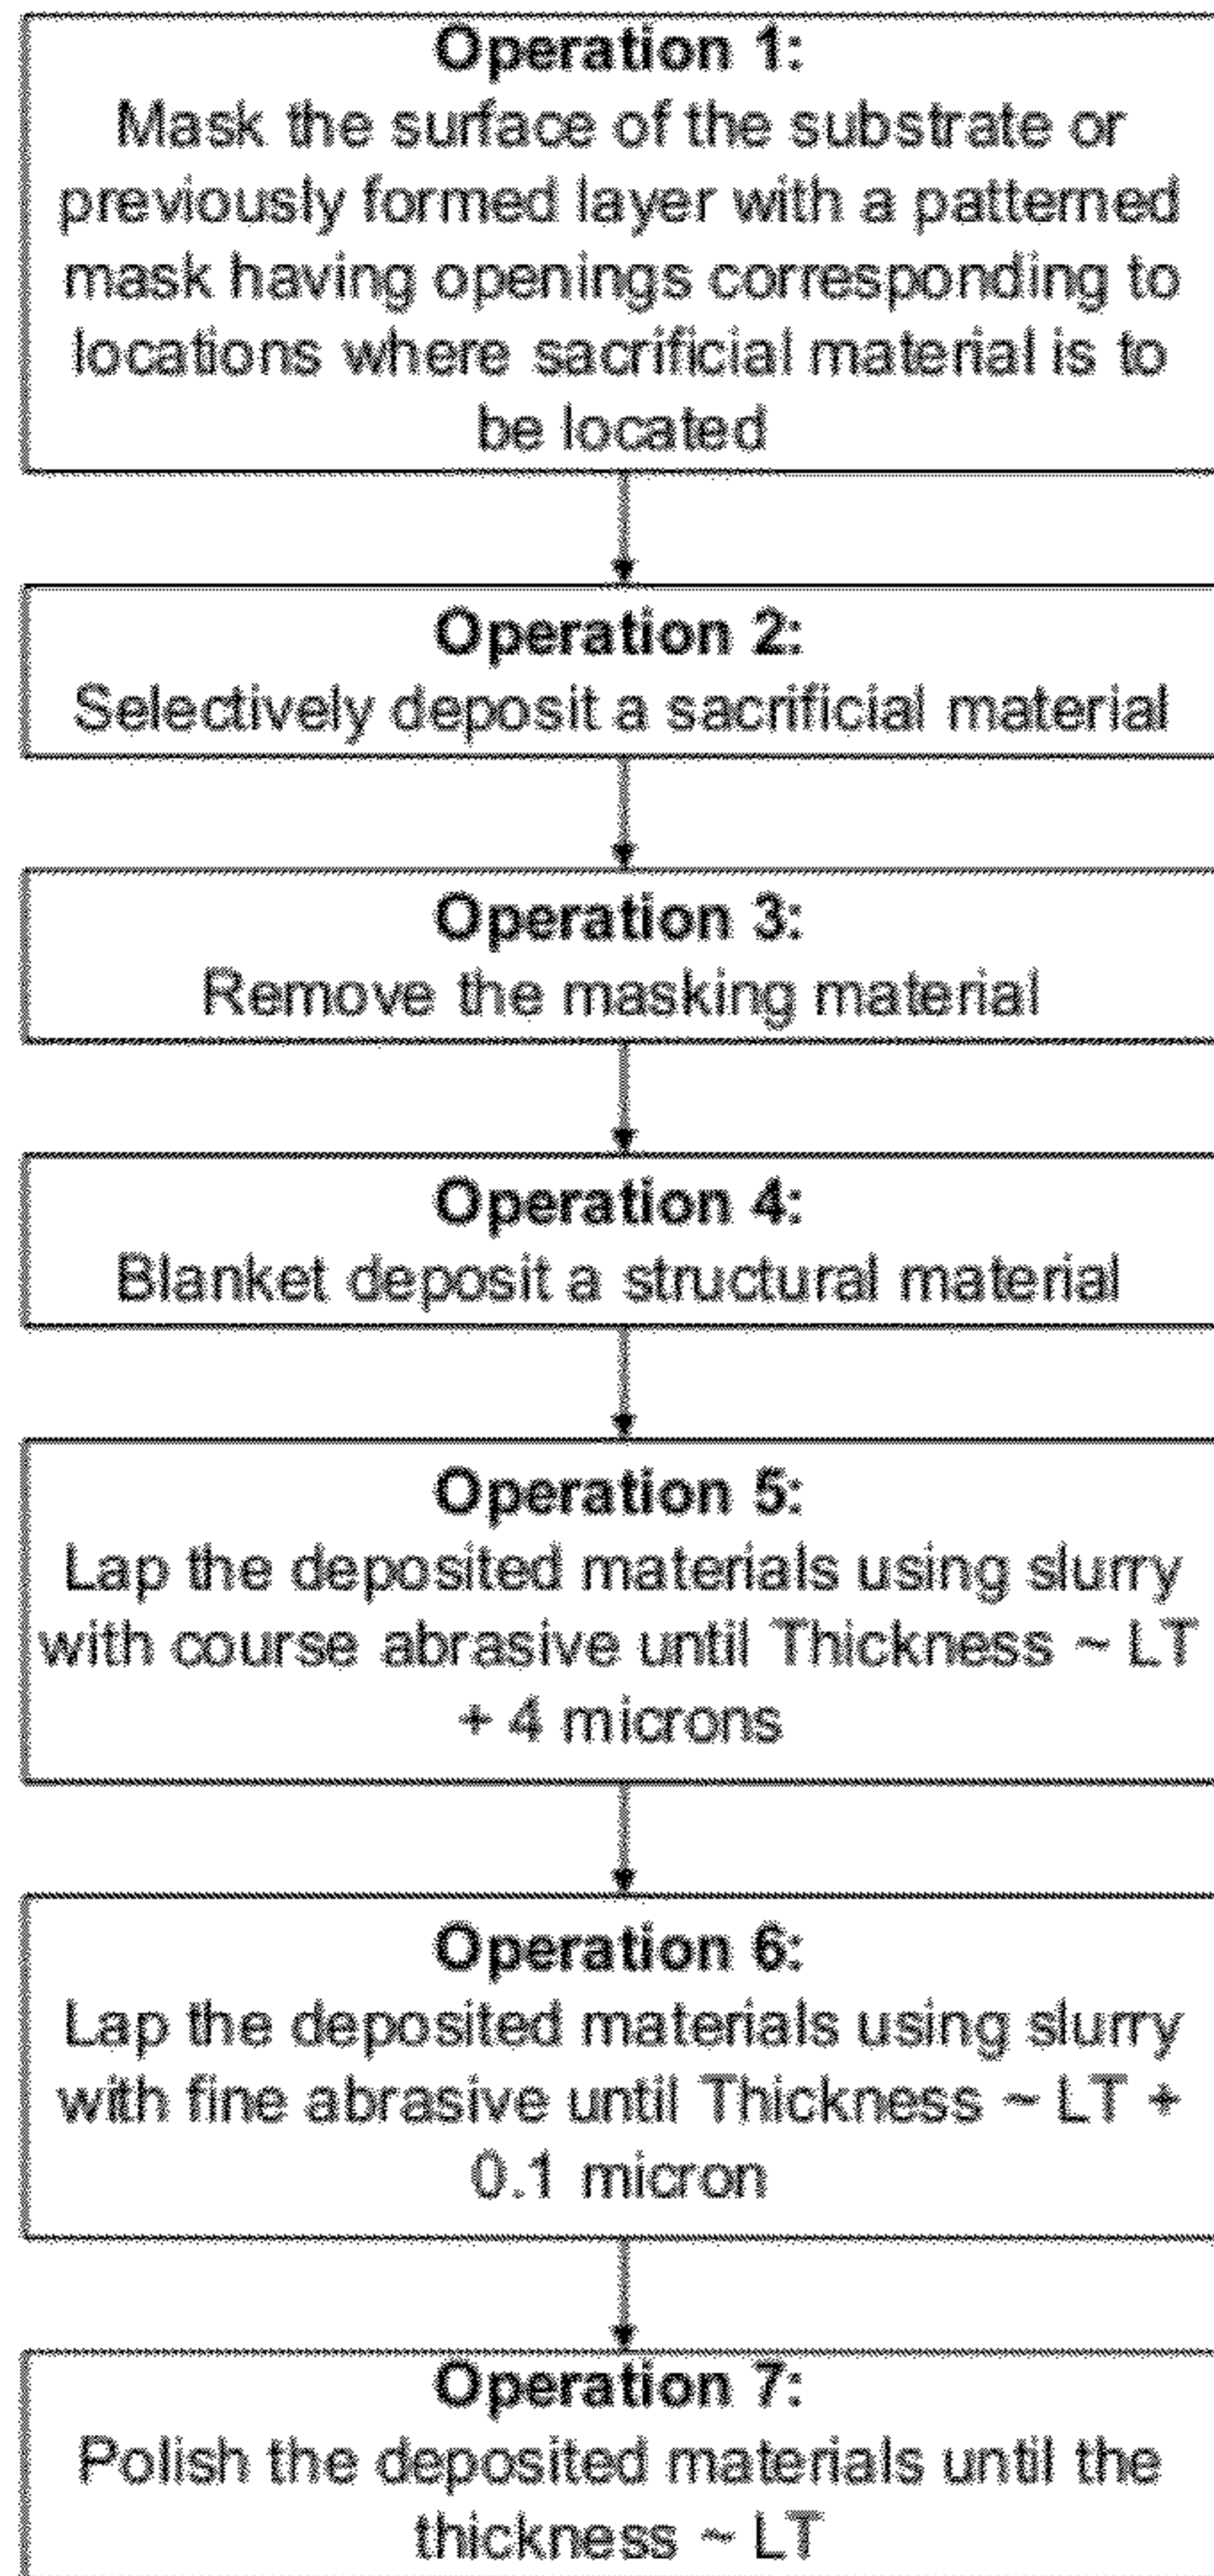 Operation 1:
Mask the surface of the substrate or
previously formed layer with a patterned
mask having openings corresponding to
locations where sacrificial material is to
be located
Operation 2:
Selectively deposit a sacrificial material
Operation 3:
Remove the masking material
Operation 4:
Blanket deposit a structural material
Operation 5:
Lap the deposited materials using slurry
with course abrasive until Thickness ~ LT
+ 4 microns
Operation 6:
Lap the deposited materials using slurry
with fine abrasive until Thickness ~ LT +
0.1 micron
Operation 7:
Polish the deposited materials until the
thickness ~ LT